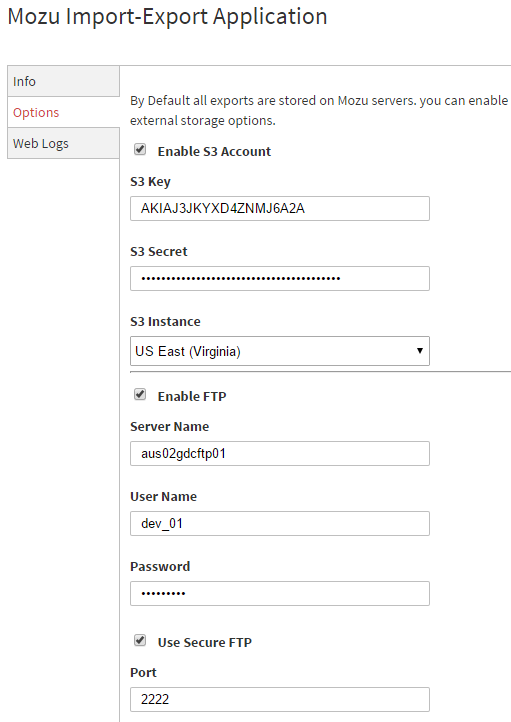 Mozu Import-Export Application
Info
Options
Web Logs
By Default all exports are stored on Mozu servers. you can enable
external storage options.
Enable S3 Account
S3 Key
AKIAJ3JKYXD4ZNMJ6A2A
S3 Secret
••••••••••••••••••••••••••••••••••••••••
S3 Instance
US East (Virginia)
Enable FTP
Server Name
aus02gdcftp01
User Name
dev_01
Password
•••••••••
Use Secure FTP
Port
2222